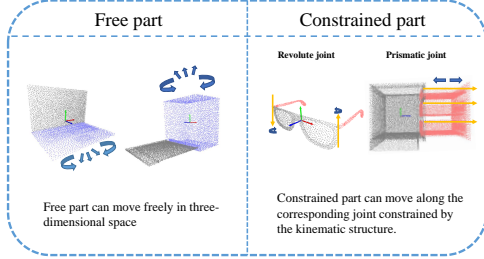 Free part
Constrained part
Revolute joint
Prismatic joint
Free part can move freely in three-
dimensional space
Constrained part can move along the
corresponding joint constrained by
the kinematic structure.